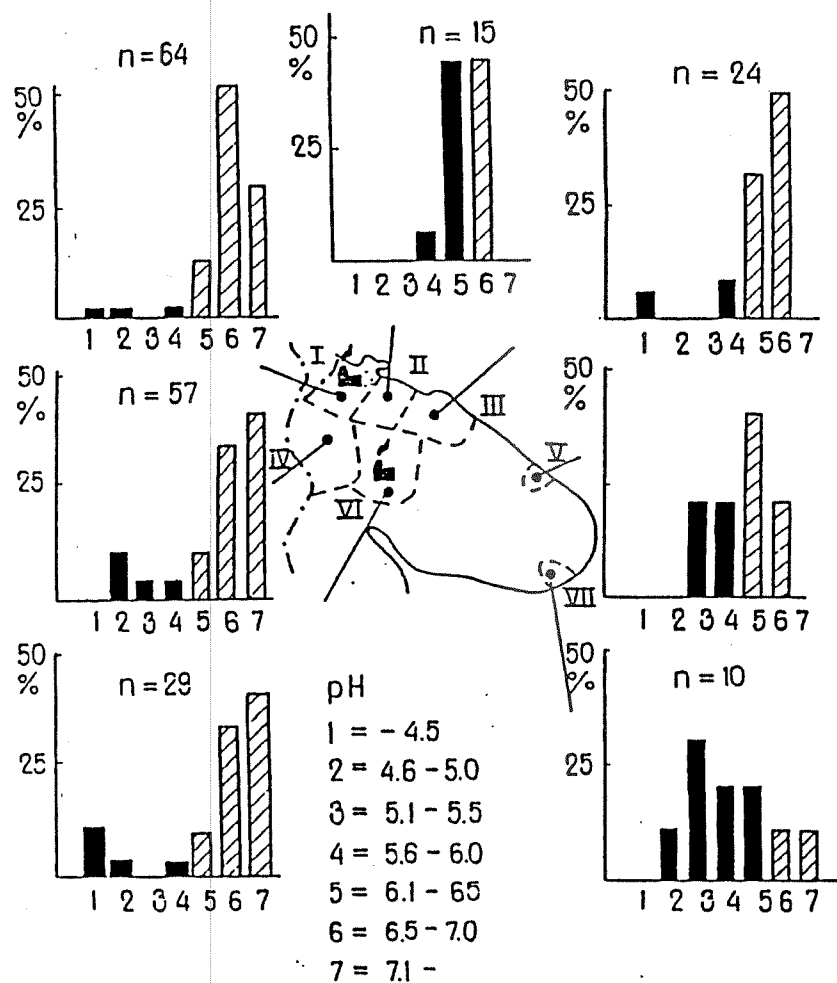 n=64
50
%
25
1 2 3 4 5 6 7
50
%
n = 15
25
1 2 3 4 5 6 7
50
%
n = 24
25
1 2 3 4 5 6 7
50
%
n = 57
25
1 2 3 4 5 6 7
I
II
III
IV
V
VI
VII
50
%
25
1 2 3 4 5 6 7
50
%
n=29
25
1 2 3 4 5 6 7
pH
1 = - 4.5
2 = 4.6 - 5.0
3 = 5.1 - 5.5
4 = 5.6 - 6.0
5 = 6.1 - 65
6 = 6.5 - 7.0
7 = 7.1 -
50
%
n=10
25
1 2 3 4 5 6 7